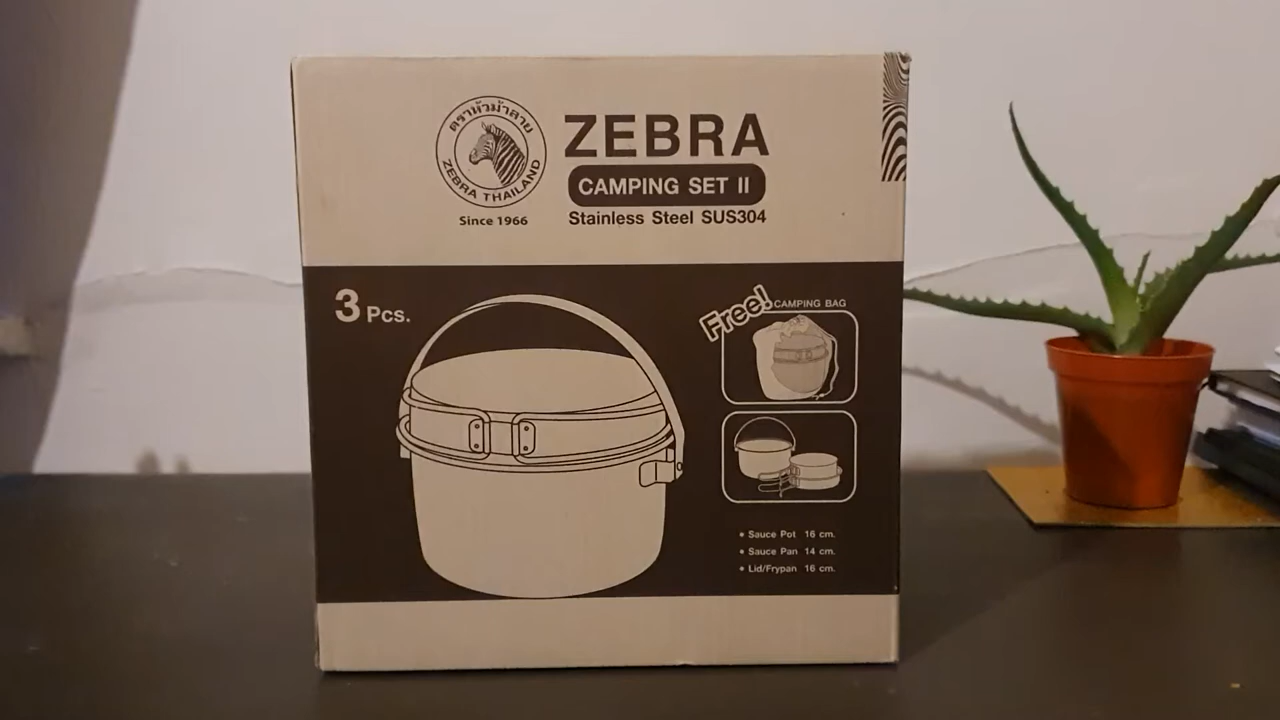 ตราหัวม้าลาย
ZEBRA THAILAND
Since 1966
ZEBRA
CAMPING SET II
Stainless Steel SUS304
3 Pcs.
Free!
CAMPING BAG
• Sauce Pot 16 cm.
• Sauce Pan 14 cm.
• Lid/Frypan 16 cm.